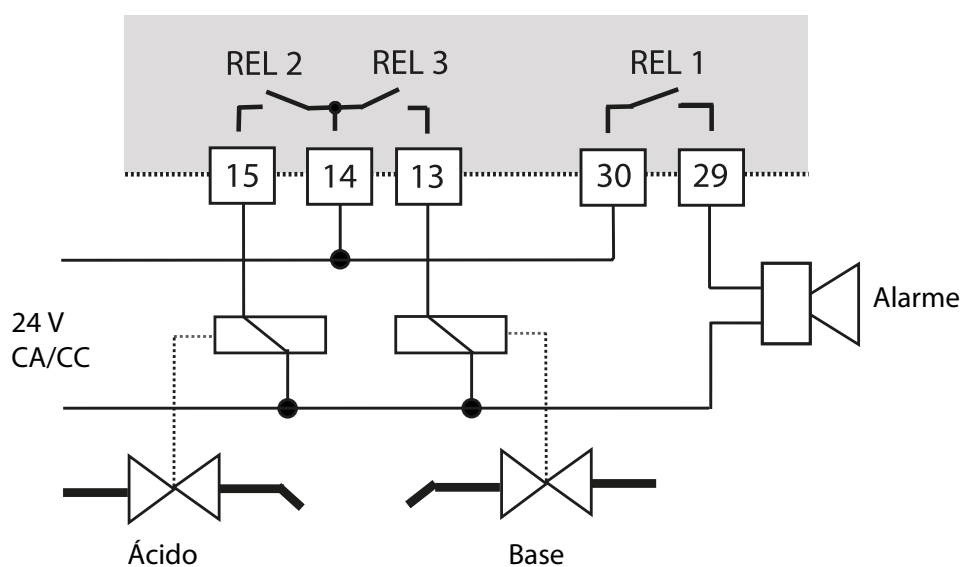 REL 2
REL 3
REL 1
15
14
13
30
29
24 V
CA/CC
Alarme
Ácido
Base